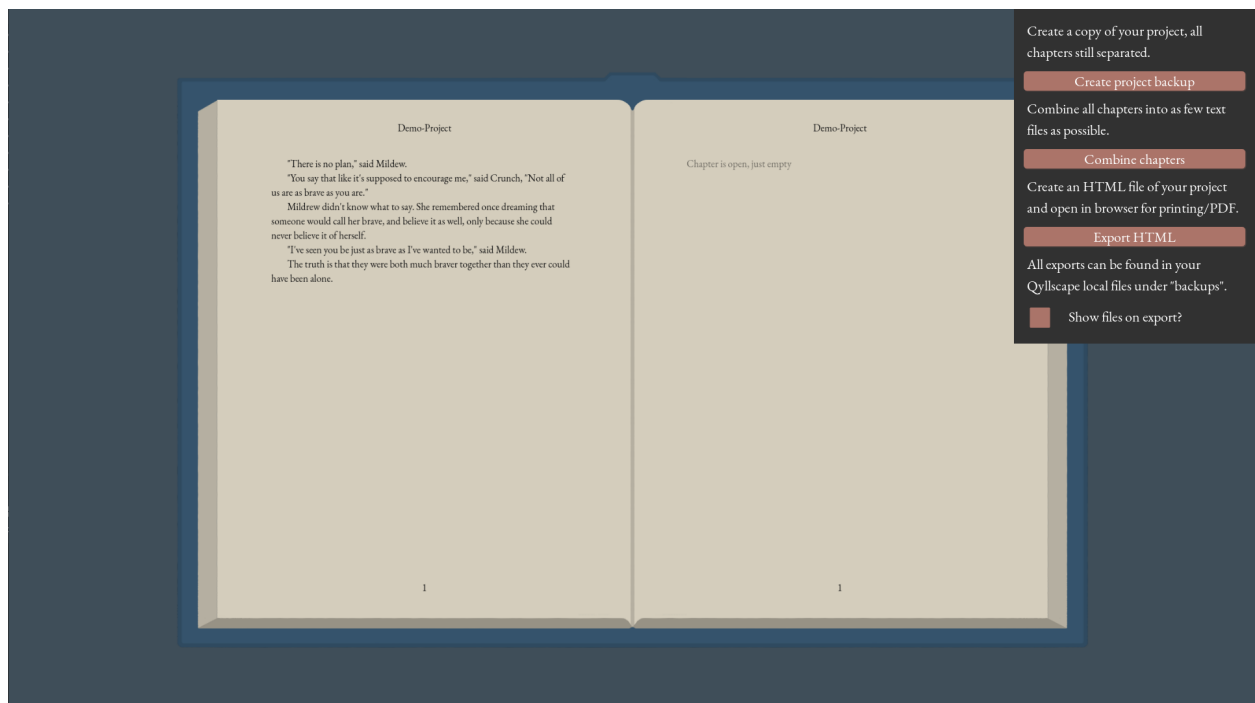 Demo-Project
"There is no plan," said Mildew.
"You say that like it's supposed to encourage me," said Crunch, "Not all of
us are as brave as you are."
Mildrew didn't know what to say. She remembered once dreaming that
someone would call her brave, and believe it as well, only because she could
never believe it of herself.
"I've seen you be just as brave as I've wanted to be," said Mildew.
The truth is that they were both much braver together than they ever could
have been alone.
1
Demo-Project
Chapter is open, just empty
1
Create a copy of your project, all
chapters still separated.
Create project backup
Combine all chapters into as few text
files as possible.
Combine chapters
Create an HTML file of your project
and open in browser for printing/PDF.
Export HTML
All exports can be found in your
Qyllscape local files under "backups".
Show files on export?